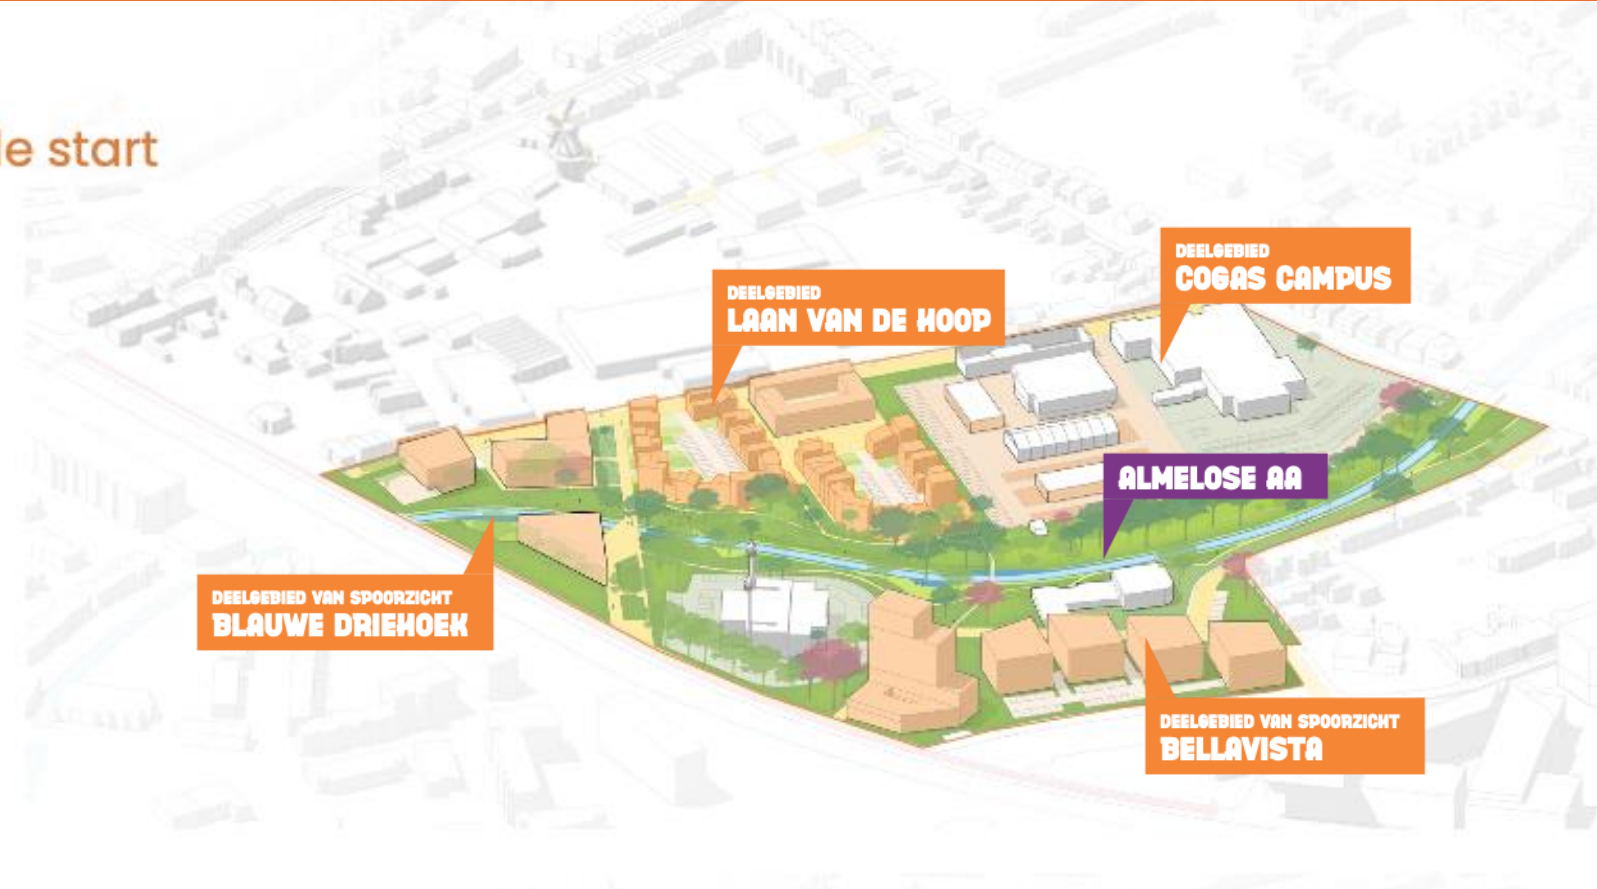 le start
DEELGEBIED
COGAS CAMPUS
DEELGEBIED
LAAN VAN DE HOOP
ALMELOSE AA
DEELGEBIED VAN SPOORZICHT
BLAUWE DRIEHOEK
DEELGEBIED VAN SPOORZICHT
BELLAVISTA